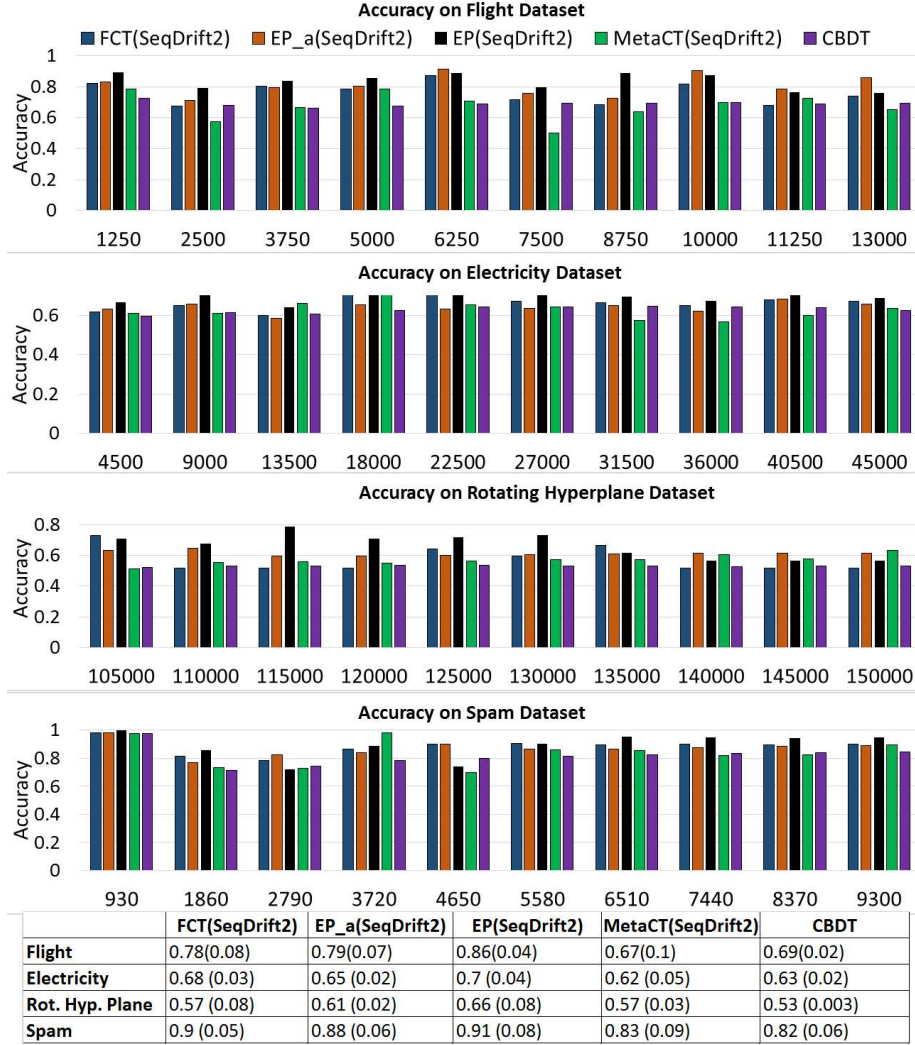 Accuracy on Flight Dataset
FCT(SeqDrift2) EP_a(SeqDrift2) EP(SeqDrift2) MetaCT(SeqDrift2) CBDT
Accuracy
1
0.8
0.6
0.4
0.2
0
1250 2500 3750 5000 6250 7500 8750 10000 11250 13000
Accuracy on Electricity Dataset
Accuracy
0.6
0.4
0.2
0
4500 9000 13500 18000 22500 27000 31500 36000 40500 45000
Accuracy on Rotating Hyperplane Dataset
Accuracy
0.8
0.6
0.4
0.2
0
105000 110000 115000 120000 125000 130000 135000 140000 145000 150000
Accuracy on Spam Dataset
Accuracy
1
0.8
0.6
0.4
0.2
0
930 1860 2790 3720 4650 5580 6510 7440 8370 9300
FCT(SeqDrift2) EP_a(SeqDrift2) EP(SeqDrift2) MetaCT(SeqDrift2) CBDT
Flight 0.78(0.08) 0.79(0.07) 0.86(0.04) 0.67(0.1) 0.69(0.02)
Electricity 0.68 (0.03) 0.65 (0.02) 0.7 (0.04) 0.62 (0.05) 0.63 (0.02)
Rot. Hyp. Plane 0.57 (0.08) 0.61 (0.02) 0.66 (0.08) 0.57 (0.03) 0.53 (0.003)
Spam 0.9 (0.05) 0.88 (0.06) 0.91 (0.08) 0.83 (0.09) 0.82 (0.06)